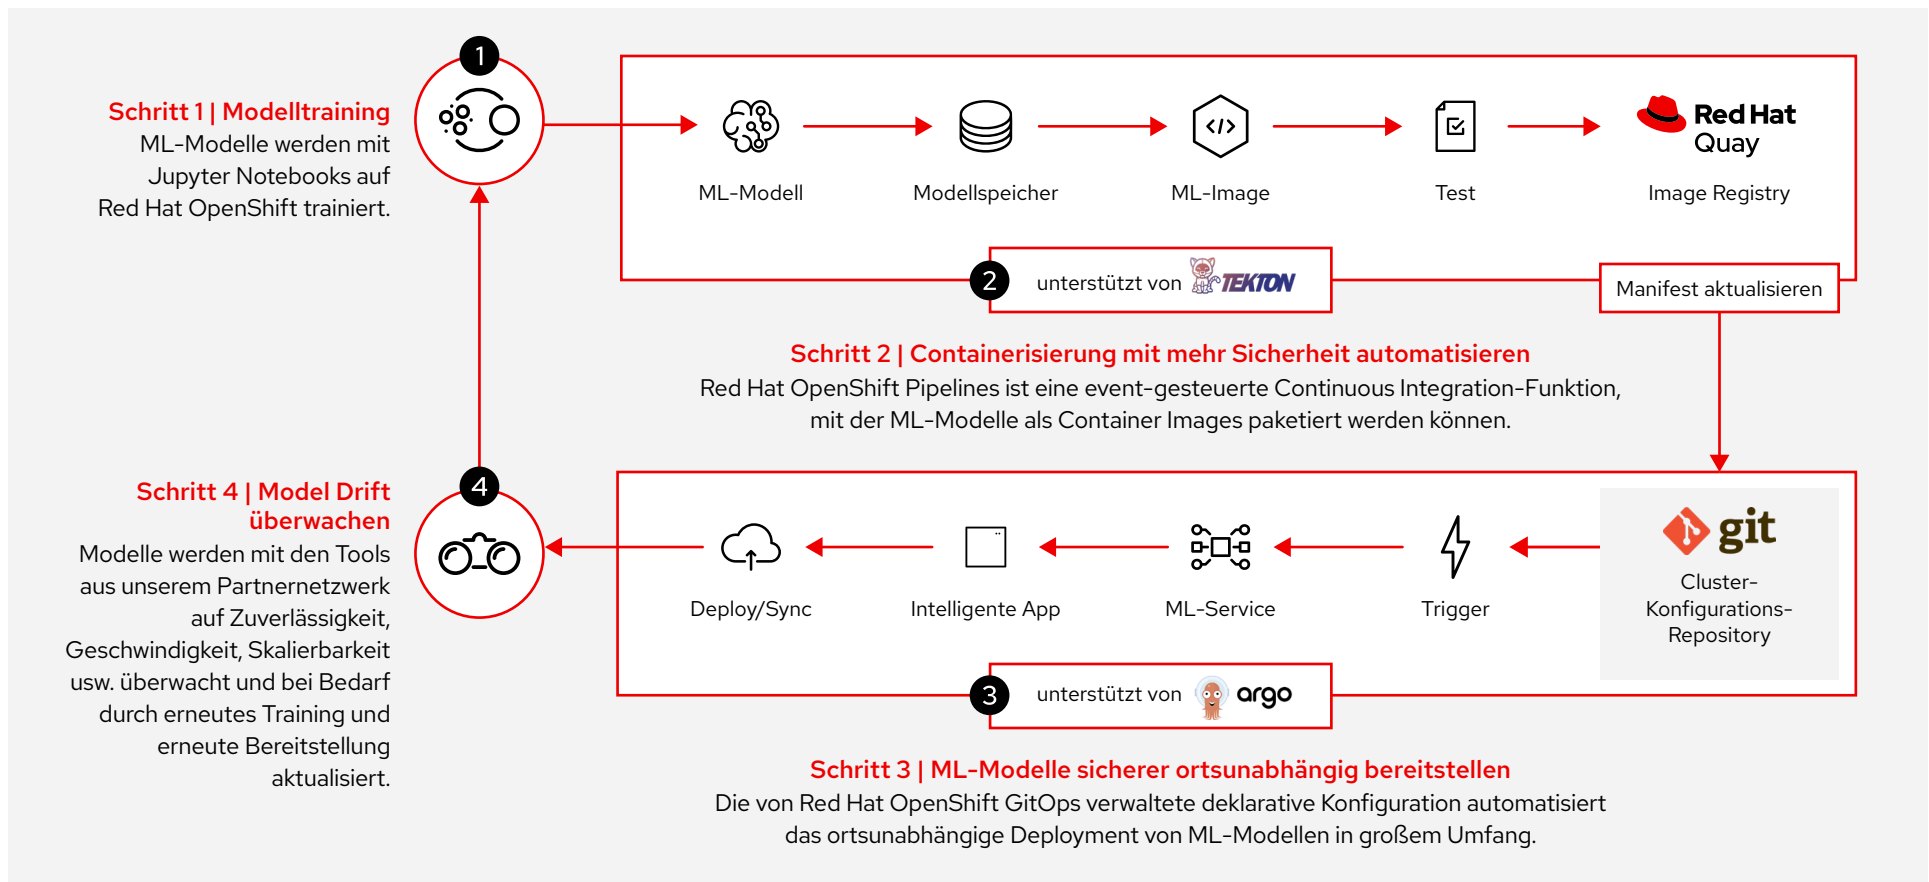 1
Schritt 1 | Modelltraining
ML-Modelle werden mit
Jupyter Notebooks auf
Red Hat OpenShift trainiert.
ML-Modell
Modellspeicher
</>
ML-Image
Test
Red Hat
Quay
Image Registry
2
unterstützt von TEKTON
Manifest aktualisieren
Schritt 2 | Containerisierung mit mehr Sicherheit automatisieren
Red Hat OpenShift Pipelines ist eine event-gesteuerte Continuous Integration-Funktion,
mit der ML-Modelle als Container Images paketiert werden können.
4
Schritt 4 | Model Drift
überwachen
Modelle werden mit den Tools
aus unserem Partnernetzwerk
auf Zuverlässigkeit,
Geschwindigkeit, Skalierbarkeit
usw. überwacht und bei Bedarf
durch erneutes Training und
erneute Bereitstellung
aktualisiert.
Deploy/Sync
Intelligente App
ML-Service
Trigger
git
Cluster-
Konfigurations-
Repository
3
unterstützt von argo
Schritt 3 | ML-Modelle sicherer ortsunabhängig bereitstellen
Die von Red Hat OpenShift GitOps verwaltete deklarative Konfiguration automatisiert
das ortsunabhängige Deployment von ML-Modellen in großem Umfang.